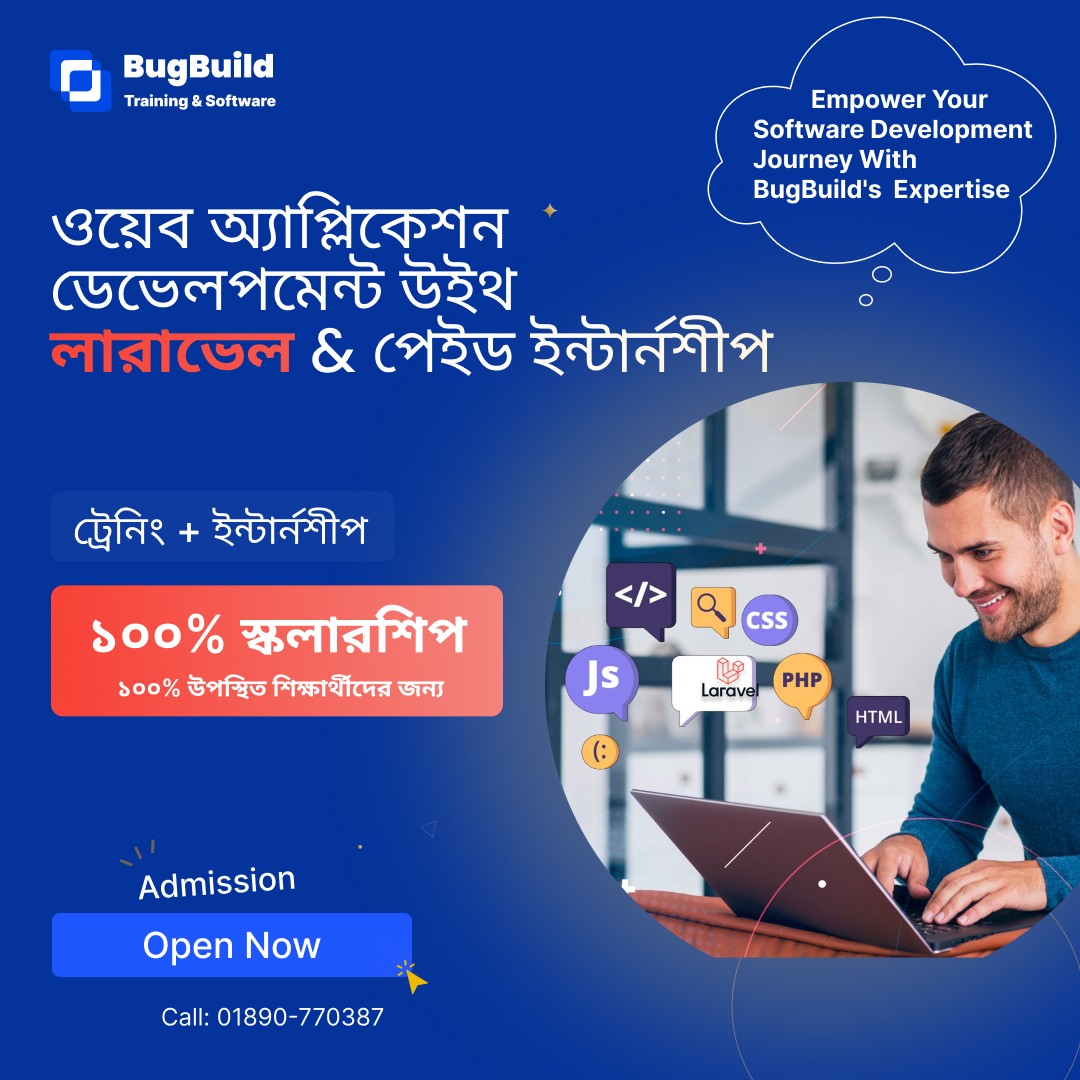 BugBuild
Training & Software
Empower Your
Software Development
Journey With
BugBuild's Expertise
ওয়েব অ্যাপ্লিকেশন
ডেভেলপমেন্ট উইথ
লারাভেল & পেইড ইন্টার্নশীপ
ট্রেনিং + ইন্টার্নশীপ
১০০% স্কলারশিপ
১০০% উপস্থিত শিক্ষার্থীদের জন্য
</>
CSS
Js
Laravel
PHP
HTML
(:
Admission
Open Now
Call: 01890-770387